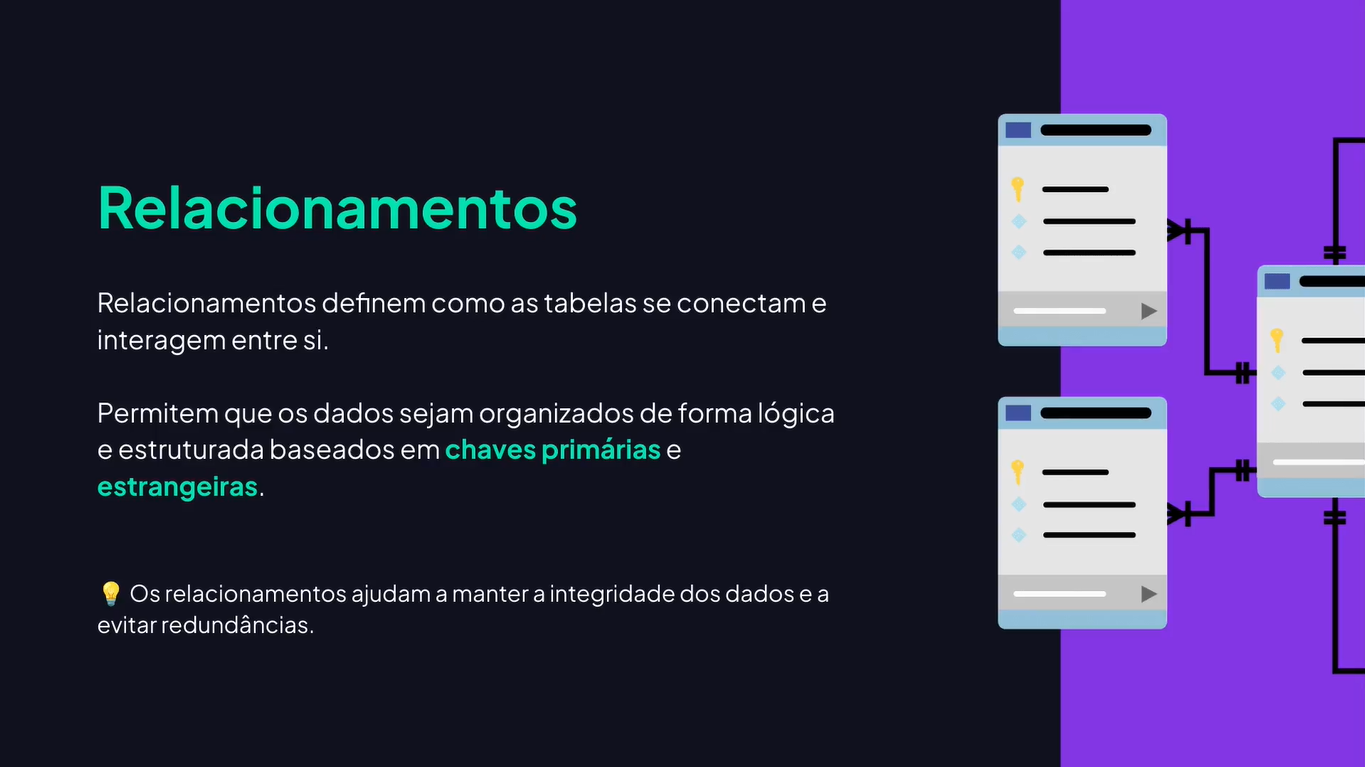 Relacionamentos
Relacionamentos definem como as tabelas se conectam e
interagem entre si.
Permitem que os dados sejam organizados de forma lógica
e estruturada baseados em chaves primárias e
estrangeiras.
💡 Os relacionamentos ajudam a manter a integridade dos dados e a
evitar redundâncias.